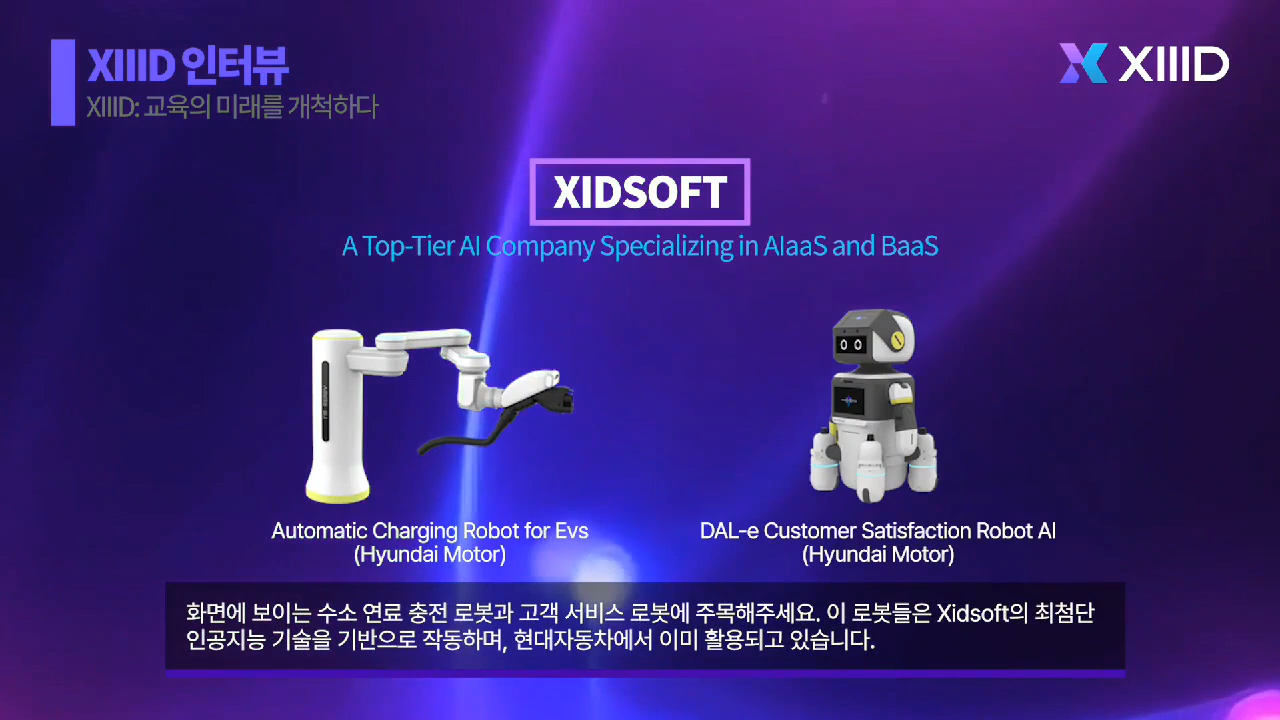 XIIID 인터뷰
XIIID: 교육의 미래를 개척하다
XIIID
XIDSOFT
A Top-Tier AI Company Specializing in AIaaS and BaaS
Automatic Charging Robot for Evs
(Hyundai Motor)
DAL-e Customer Satisfaction Robot AI
(Hyundai Motor)
화면에 보이는 수소 연료 충전 로봇과 고객 서비스 로봇에 주목해주세요. 이 로봇들은 Xidsoft의 최첨단
인공지능 기술을 기반으로 작동하며, 현대자동차에서 이미 활용되고 있습니다.